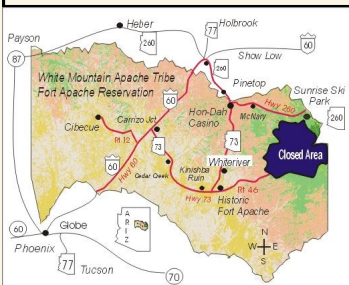 Heber
Holbrook
77
60
Payson
260
87
Show Low
260
White Mountain Apache Tribe
Fort Apache Reservation
Pinetop
Sunrise Ski
Park
60
Hon-Dah
Casino
Hwy 260
McNary
260
Carrizo Jct
Cibecue
Rt 12
73
73
Closed Area
Hwy 60
60
Cedar Creek
Whiteriver
Kinishba
Ruin
Rt 46
Hwy 73
Historic
Fort Apache
ARIZ
60
Globe
Phoenix
N
W
E
S
77
Tucson
70